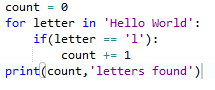 count = 0
for letter in 'Hello World':
    if(letter == 'l'):
        count += 1
print(count,'letters found')